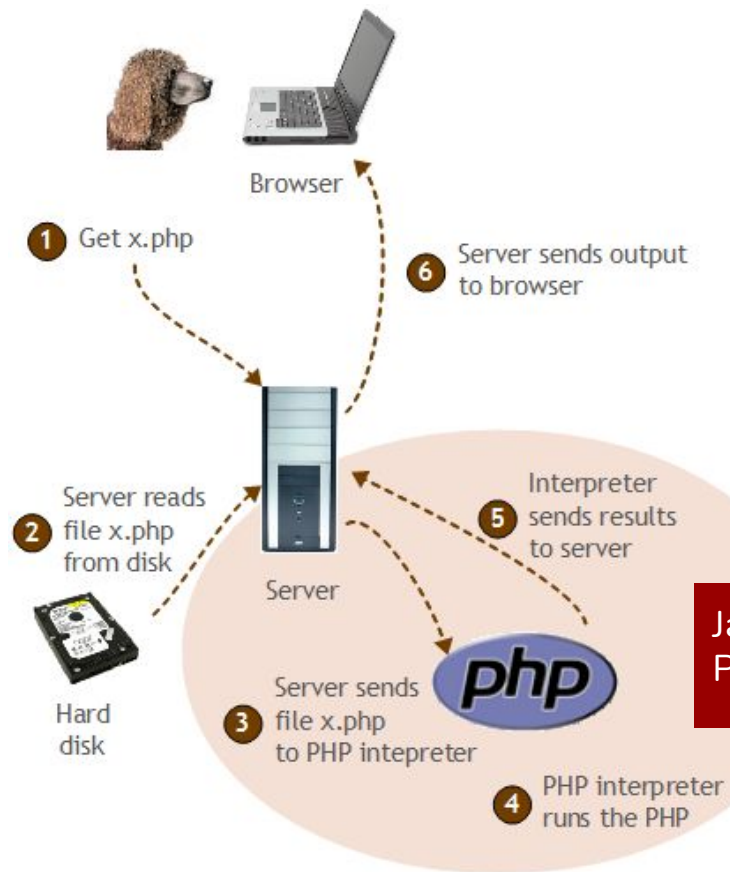 Browser
1 Get x.php
6 Server sends output
to browser
2 Server reads
file x.php
from disk
Server
5 Interpreter
sends results
to server
Hard
disk
3 Server sends
file x.php
to PHP intepreter
php
4 PHP interpreter
runs the PHP